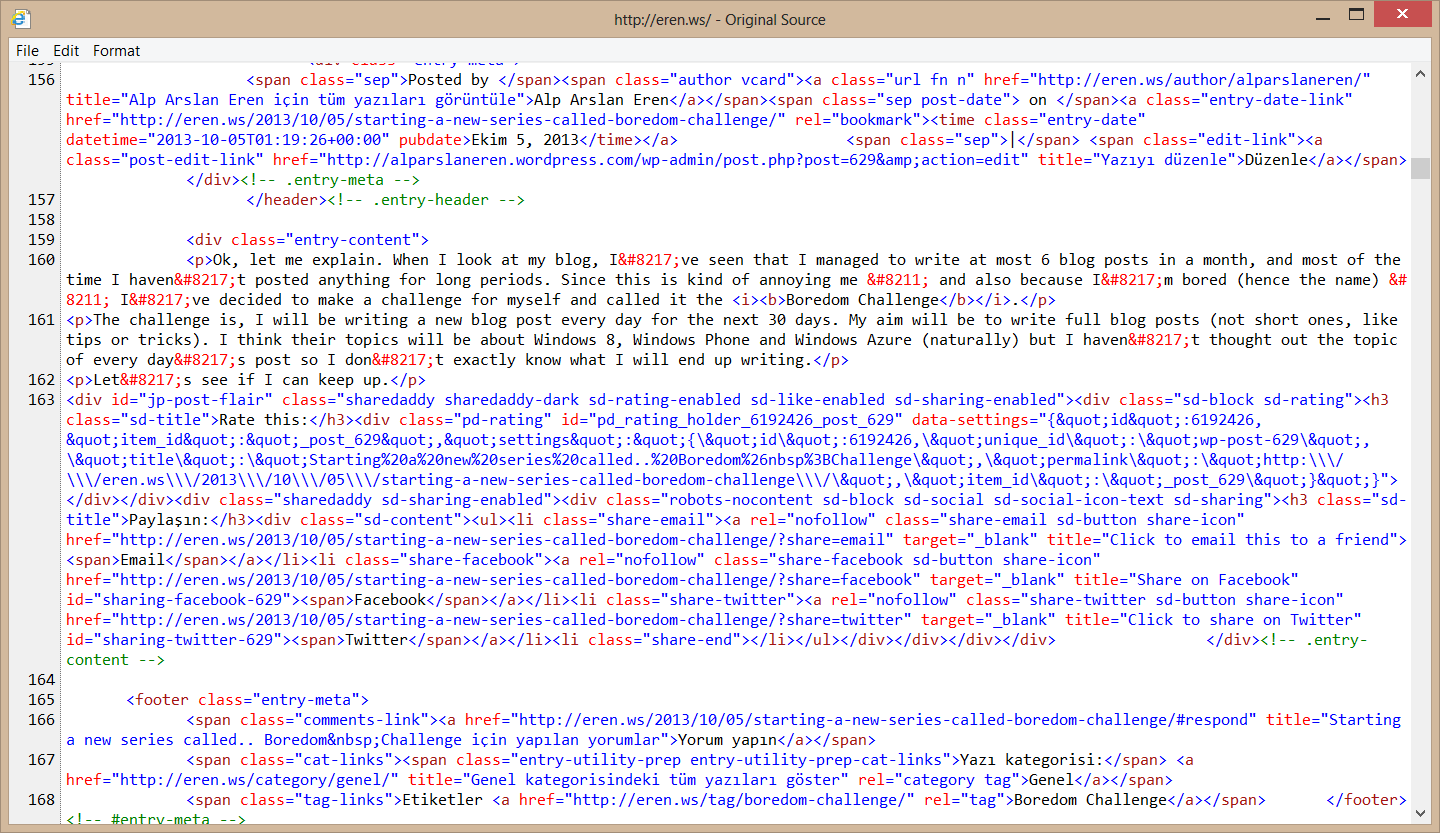 http://eren.ws/ - Original Source
File Edit Format
155 <div class="entry-meta">
156 <span class="sep">Posted by </span><span class="author vcard"><a class="url fn n" href="http://eren.ws/author/alparslaneren/"
title="Alp Arslan Eren için tüm yazıları görüntüle">Alp Arslan Eren</a></span><span class="sep post-date"> on </span><a class="entry-date-link"
href="http://eren.ws/2013/10/05/starting-a-new-series-called-boredom-challenge/" rel="bookmark"><time class="entry-date"
datetime="2013-10-05T01:19:26+00:00" pubdate>Ekim 5, 2013</time></a> <span class="sep">|</span> <span class="edit-link"><a
class="post-edit-link" href="http://alparslaneren.wordpress.com/wp-admin/post.php?post=629&amp;action=edit" title="Yazıyı düzenle">Düzenle</a></span>
</div><!-- .entry-meta -->
157 </header><!-- .entry-header -->
158
159 <div class="entry-content">
160 <p>Ok, let me explain. When I look at my blog, I&#8217;ve seen that I managed to write at most 6 blog posts in a month, and most of the
time I haven&#8217;t posted anything for long periods. Since this is kind of annoying me &#8211; and also because I&#8217;m bored (hence the name) &#
8211; I&#8217;ve decided to make a challenge for myself and called it the <i><b>Boredom Challenge</b></i>.</p>
161 <p>The challenge is, I will be writing a new blog post every day for the next 30 days. My aim will be to write full blog posts (not short ones, like
tips or tricks). I think their topics will be about Windows 8, Windows Phone and Windows Azure (naturally) but I haven&#8217;t thought out the topic
of every day&#8217;s post so I don&#8217;t exactly know what I will end up writing.</p>
162 <p>Let&#8217;s see if I can keep up.</p>
163 <div id="jp-post-flair" class="sharedaddy sharedaddy-dark sd-rating-enabled sd-like-enabled sd-sharing-enabled"><div class="sd-block sd-rating"><h3
class="sd-title">Rate this:</h3><div class="pd-rating" id="pd_rating_holder_6192426_post_629" data-settings="{&quot;id&quot;:6192426,
&quot;item_id&quot;:&quot;_post_629&quot;,&quot;settings&quot;:&quot;{\&quot;id\&quot;:6192426,\&quot;unique_id\&quot;:\&quot;wp-post-629\&quot;,
\&quot;title\&quot;:\&quot;Starting%20a%20new%20series%20called..%20Boredom%26nbsp%3BChallenge\&quot;,\&quot;permalink\&quot;:\&quot;http:\\\/
\\\/eren.ws\\\/2013\\\/10\\\/05\\\/starting-a-new-series-called-boredom-challenge\\\/\&quot;,\&quot;item_id\&quot;:\&quot;_post_629\&quot;}&quot;}">
</div></div><div class="sharedaddy sd-sharing-enabled"><div class="robots-nocontent sd-block sd-social sd-social-icon-text sd-sharing"><h3 class="sd-
title">Paylaşın:</h3><div class="sd-content"><ul><li class="share-email"><a rel="nofollow" class="share-email sd-button share-icon"
href="http://eren.ws/2013/10/05/starting-a-new-series-called-boredom-challenge/?share=email" target="_blank" title="Click to email this to a friend">
<span>Email</span></a></li><li class="share-facebook"><a rel="nofollow" class="share-facebook sd-button share-icon"
href="http://eren.ws/2013/10/05/starting-a-new-series-called-boredom-challenge/?share=facebook" target="_blank" title="Share on Facebook"
id="sharing-facebook-629"><span>Facebook</span></a></li><li class="share-twitter"><a rel="nofollow" class="share-twitter sd-button share-icon"
href="http://eren.ws/2013/10/05/starting-a-new-series-called-boredom-challenge/?share=twitter" target="_blank" title="Click to share on Twitter"
id="sharing-twitter-629"><span>Twitter</span></a></li><li class="share-end"></li></ul></div></div></div></div> </div><!-- .entry-
content -->
164
165 <footer class="entry-meta">
166 <span class="comments-link"><a href="http://eren.ws/2013/10/05/starting-a-new-series-called-boredom-challenge/#respond" title="Starting
a new series called.. Boredom&nbsp;Challenge için yapılan yorumlar">Yorum yapın</a></span>
167 <span class="cat-links"><span class="entry-utility-prep entry-utility-prep-cat-links">Yazı kategorisi:</span> <a
href="http://eren.ws/category/genel/" title="Genel kategorisindeki tüm yazıları göster" rel="category tag">Genel</a></span>
168 <span class="tag-links">Etiketler <a href="http://eren.ws/tag/boredom-challenge/" rel="tag">Boredom Challenge</a></span> </footer>
<!-- #entry-meta -->